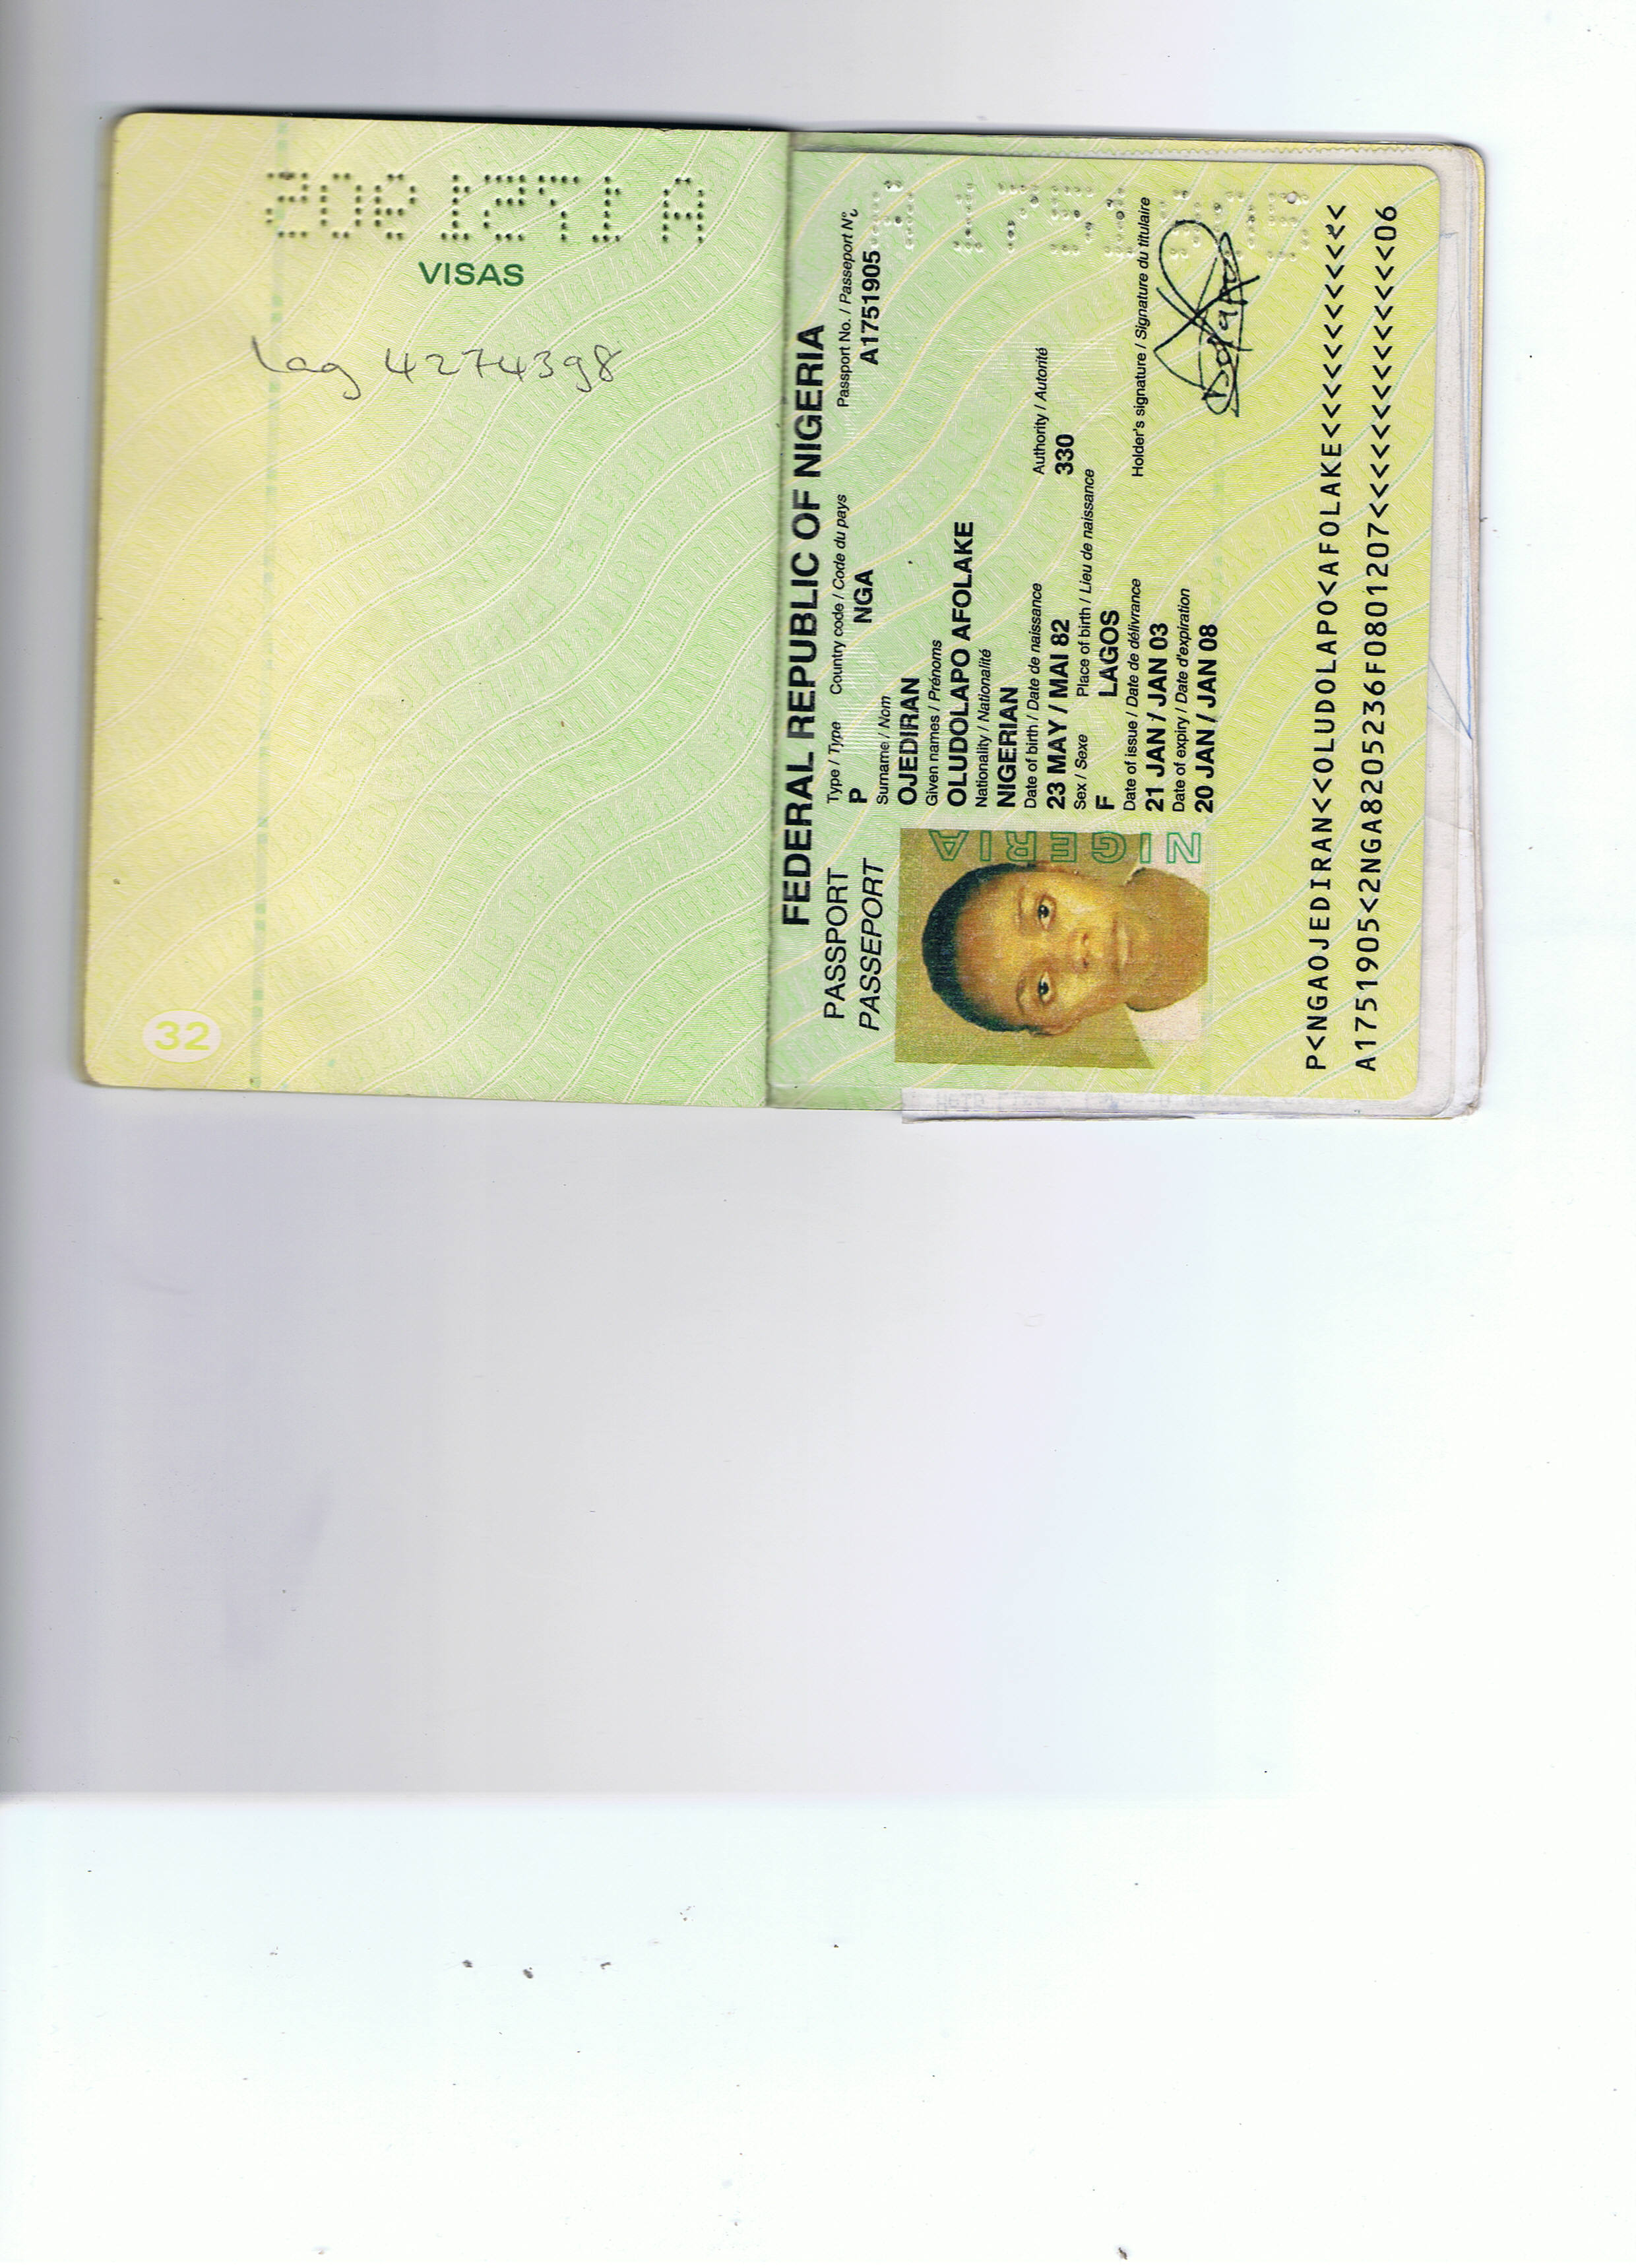 VISAS
Lag 4274398
32
FEDERAL REPUBLIC OF NIGERIA
PASSPORT
PASSEPORT
Type / Type
P
Country code / Code du pays
NGA
Passport No. / Passeport N°
A1751905
Surname / Nom
OJEDIRAN
Given names / Prénoms
OLUDOLAPO AFOLAKE
Nationality / Nationalité
NIGERIAN
Date of birth / Date de naissance
23 MAY / MAI 82
Authority / Autorité
330
Sex / Sexe
F
Place of birth / Lieu de naissance
LAGOS
Date of issue / Date de délivrance
21 JAN / JAN 03
Date of expiry / Date d'expiration
20 JAN / JAN 08
Holder's signature / Signature du titulaire
NIGERIA
P<NGAOJEDIRAN<<OLUDOLAPO<AFOLAKE<<<<<<<<<<<<
A1751905<2NGA8205236F0801207<<<<<<<<<<<<<<06